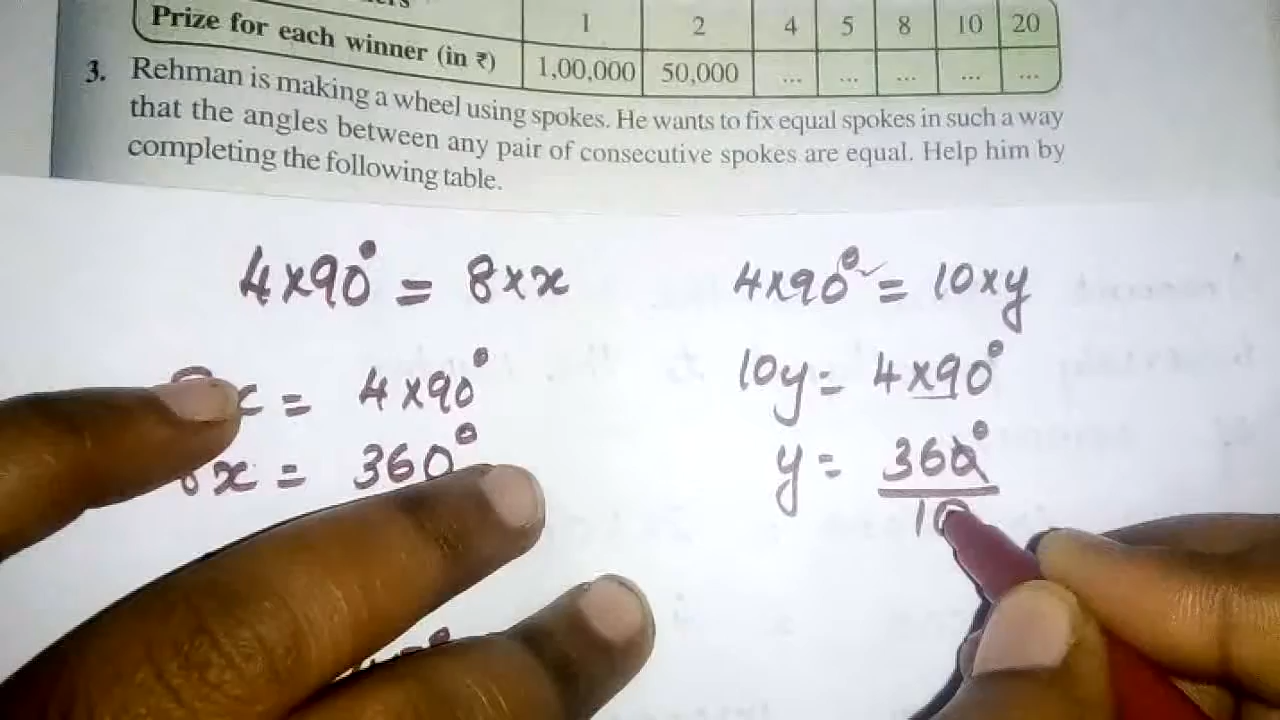 Prize for each winner (in ₹) 1 2 4 5 8 10 20
1,00,000 50,000 ... ... ... ... ...
3. Rehman is making a wheel using spokes. He wants to fix equal spokes in such a way
that the angles between any pair of consecutive spokes are equal. Help him by
completing the following table.
4×90° = 8×x
x = 4×90°
x = 360°
4×90° = 10×y
10y = 4×90°
y = 360°
10